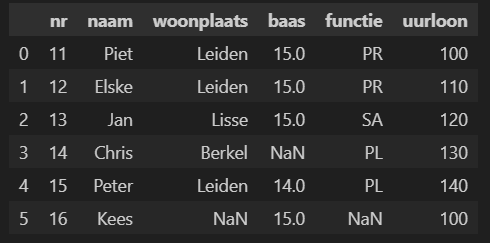 nr naam woonplaats baas functie uurloon
0 11 Piet Leiden 15.0 PR 100
1 12 Elske Leiden 15.0 PR 110
2 13 Jan Lisse 15.0 SA 120
3 14 Chris Berkel NaN PL 130
4 15 Peter Leiden 14.0 PL 140
5 16 Kees NaN 15.0 NaN 100